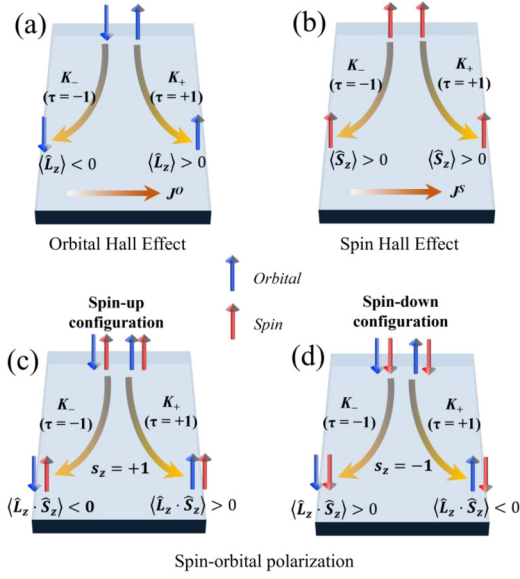 (a)
K₋
(τ = −1)
K₊
(τ = +1)
⟨L̂z⟩ < 0
⟨L̂z⟩ > 0
Jᴼ
Orbital Hall Effect
(b)
K₋
(τ = −1)
K₊
(τ = +1)
⟨Ŝz⟩ > 0
⟨Ŝz⟩ > 0
Jˢ
Spin Hall Effect
Orbital
Spin
Spin-up
configuration
(c)
K₋
(τ = −1)
K₊
(τ = +1)
sz = +1
⟨L̂z · Ŝz⟩ < 0
⟨L̂z · Ŝz⟩ > 0
Spin-down
configuration
(d)
K₋
(τ = −1)
K₊
(τ = +1)
sz = −1
⟨L̂z · Ŝz⟩ > 0
⟨L̂z · Ŝz⟩ < 0
Spin-orbital polarization